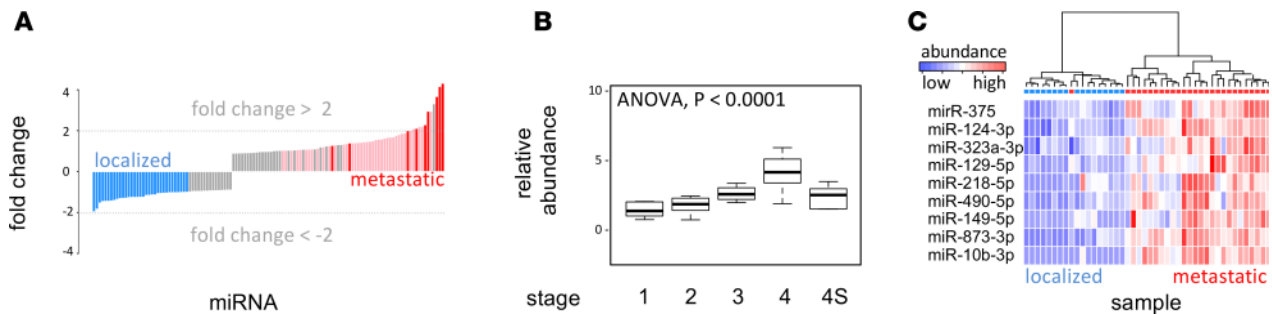 A
fold change
4
2
0
-2
-4
fold change > 2
localized
metastatic
fold change < -2
miRNA
B
relative
abundance
10
5
0
ANOVA, P < 0.0001
stage 1 2 3 4 4S
C
abundance
low high
mirR-375
miR-124-3p
miR-323a-3p
miR-129-5p
miR-218-5p
miR-490-5p
miR-149-5p
miR-873-3p
miR-10b-3p
localized metastatic
sample